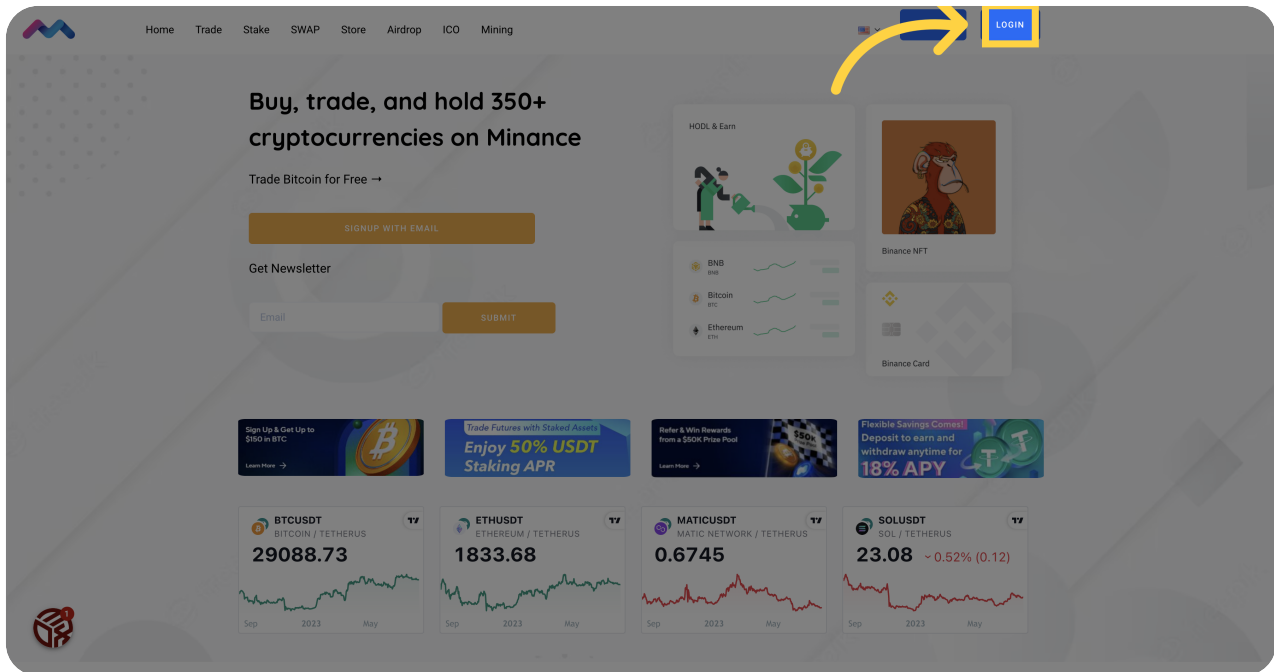 Home Trade Stake SWAP Store Airdrop ICO Mining
LOGIN
Buy, trade, and hold 350+
cryptocurrencies on Minance
Trade Bitcoin for Free →
SIGNUP WITH EMAIL
Get Newsletter
Email
SUBMIT
HODL & Earn
BNB
BNB
Bitcoin
BTC
Ethereum
ETH
Binance NFT
Binance Card
Sign Up & Get Up to
$150 in BTC
Learn More →
Trade Futures with Staked Assets
Enjoy 50% USDT
Staking APR
Refer & Win Rewards
from a $50K Prize Pool
Learn More →
$50K
Flexible Savings Comes!
Deposit to earn and
withdraw anytime for
18% APY
BTCUSDT
BITCOIN / TETHERUS
29088.73
Sep 2023 May
ETHUSDT
ETHEREUM / TETHERUS
1833.68
Sep 2023 May
MATICUSDT
MATIC NETWORK / TETHERUS
0.6745
Sep 2023 May
SOLUSDT
SOL / TETHERUS
23.08 0.52% (0.12)
Sep 2023 May
1